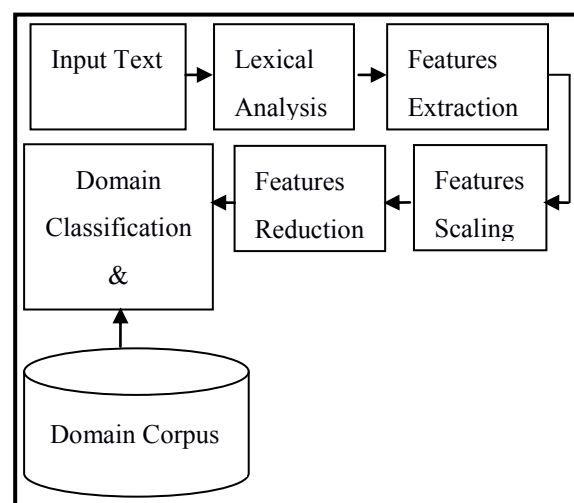 Input Text
Lexical
Analysis
Features
Extraction
Features
Scaling
Features
Reduction
Domain
Classification
&
Domain Corpus